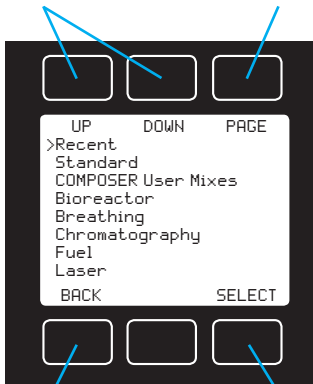 UP DOWN PAGE
>Recent
Standard
COMPOSER User Mixes
Bioreactor
Breathing
Chromatography
Fuel
Laser
BACK SELECT